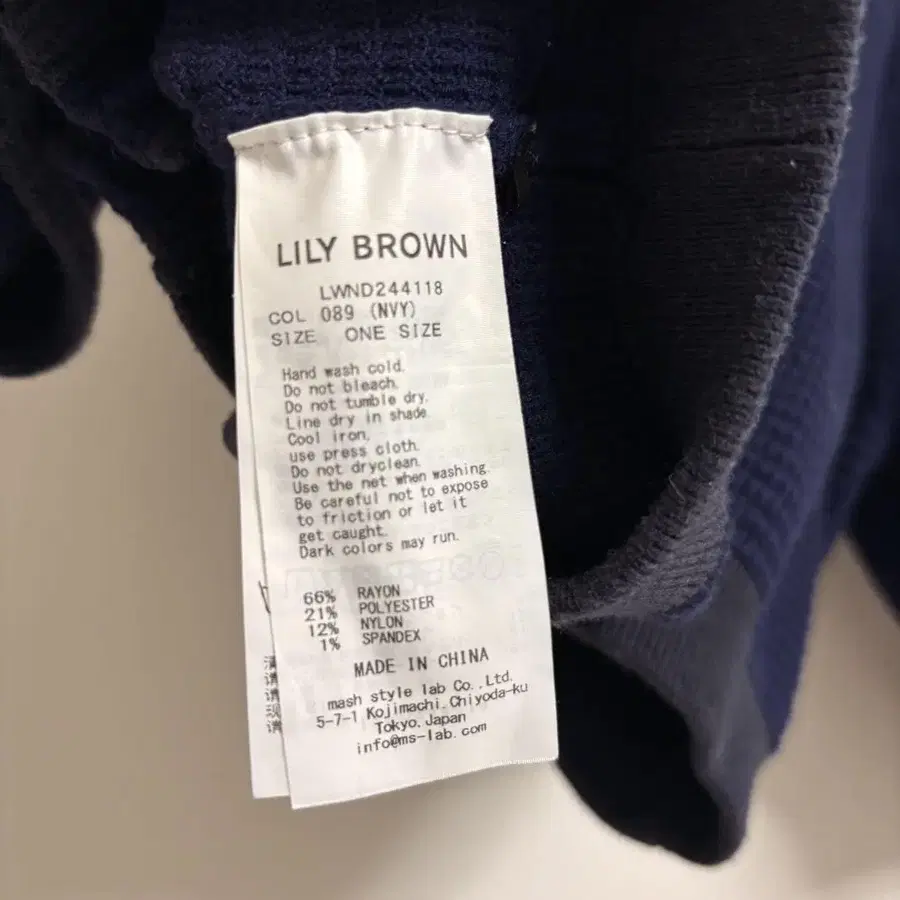 LILY BROWN
LWND244118
COL 089 (NVY)
SIZE ONE SIZE
Hand wash cold.
Do not bleach.
Do not tumble dry.
Line dry in shade.
Cool iron,
use press cloth.
Do not dryclean.
Use the net when washing.
Be careful not to expose
to friction or let it
get caught.
Dark colors may run.
66% RAYON
21% POLYESTER
12% NYLON
1% SPANDEX
MADE IN CHINA
mash style lab Co.,Ltd.
5-7-1 Kojimachi.Chiyoda-ku
Tokyo.Japan
info@ms-lab.com
请
请
现
请